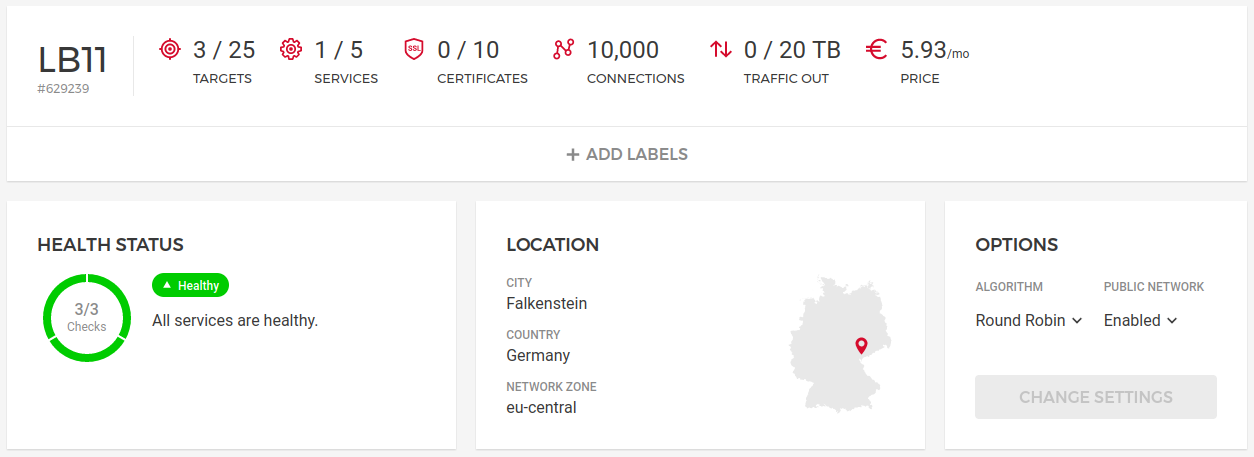 LB11
#629239
3 / 25
TARGETS
1 / 5
SERVICES
SSL
0 / 10
CERTIFICATES
10,000
CONNECTIONS
0 / 20 TB
TRAFFIC OUT
€ 5.93/mo
PRICE
+ ADD LABELS
HEALTH STATUS
3/3
Checks
Healthy
All services are healthy.
LOCATION
CITY
Falkenstein
COUNTRY
Germany
NETWORK ZONE
eu-central
OPTIONS
ALGORITHM
Round Robin
PUBLIC NETWORK
Enabled
CHANGE SETTINGS